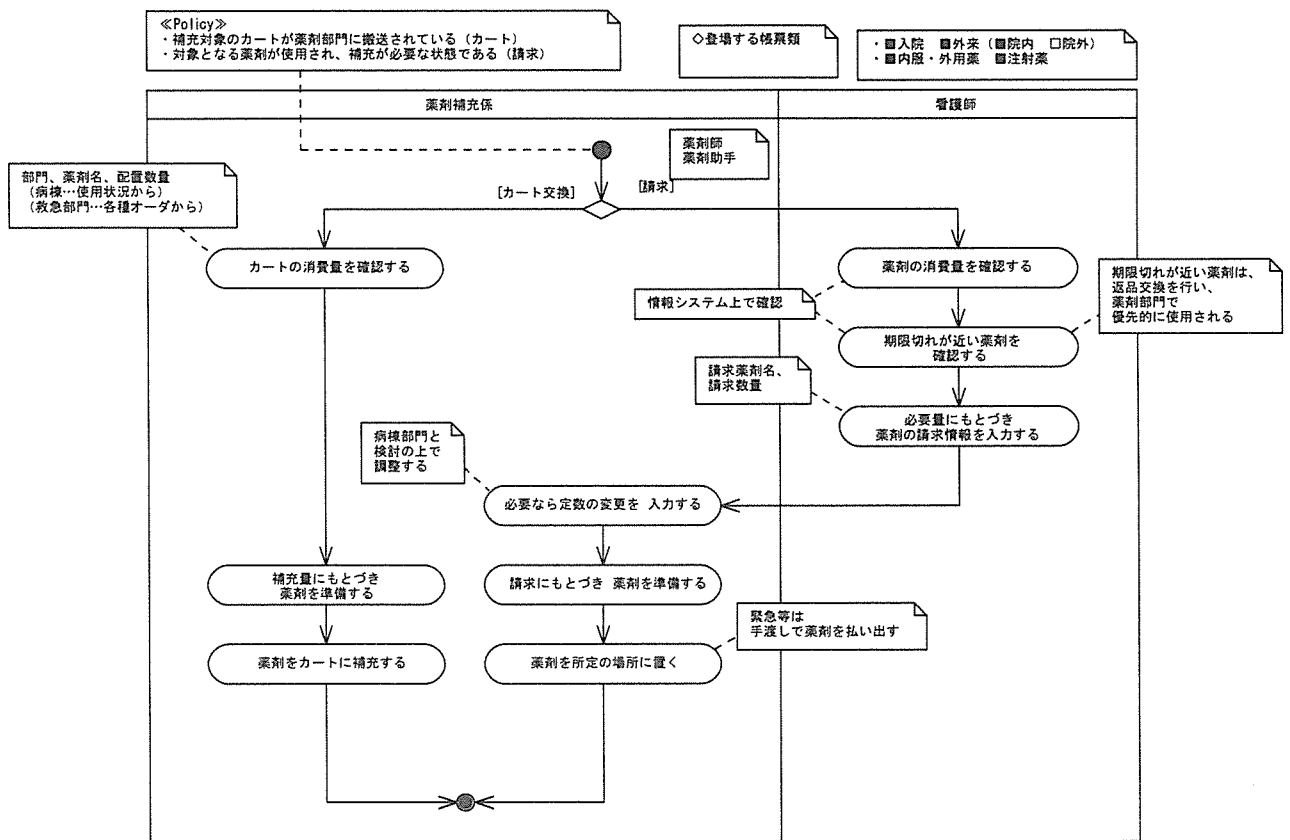 ≪Policy≫
・補充対象のカートが薬剤部門に搬送されている（カート）
・対象となる薬剤が使用され、補充が必要な状態である（請求）
◇登場する帳票類
・■入院　■外来（■院内　□院外）
・■内服・外用薬　■注射薬
薬剤補充係
看護師
薬剤師
薬剤助手
部門、薬剤名、配置数量
（病棟…使用状況から）
（救急部門…各種オーダから）
[カート交換]
[請求]
カートの消費量を確認する
薬剤の消費量を確認する
情報システム上で確認
期限切れが近い薬剤は、
返品交換を行い、
薬剤部門で
優先的に使用される
期限切れが近い薬剤を
確認する
請求薬剤名、
請求数量
必要量にもとづき
薬剤の請求情報を入力する
病棟部門と
検討の上で
調整する
必要なら定数の変更を 入力する
補充量にもとづき
薬剤を準備する
請求にもとづき 薬剤を準備する
緊急等は
手渡しで薬剤を払い出す
薬剤をカートに補充する
薬剤を所定の場所に置く